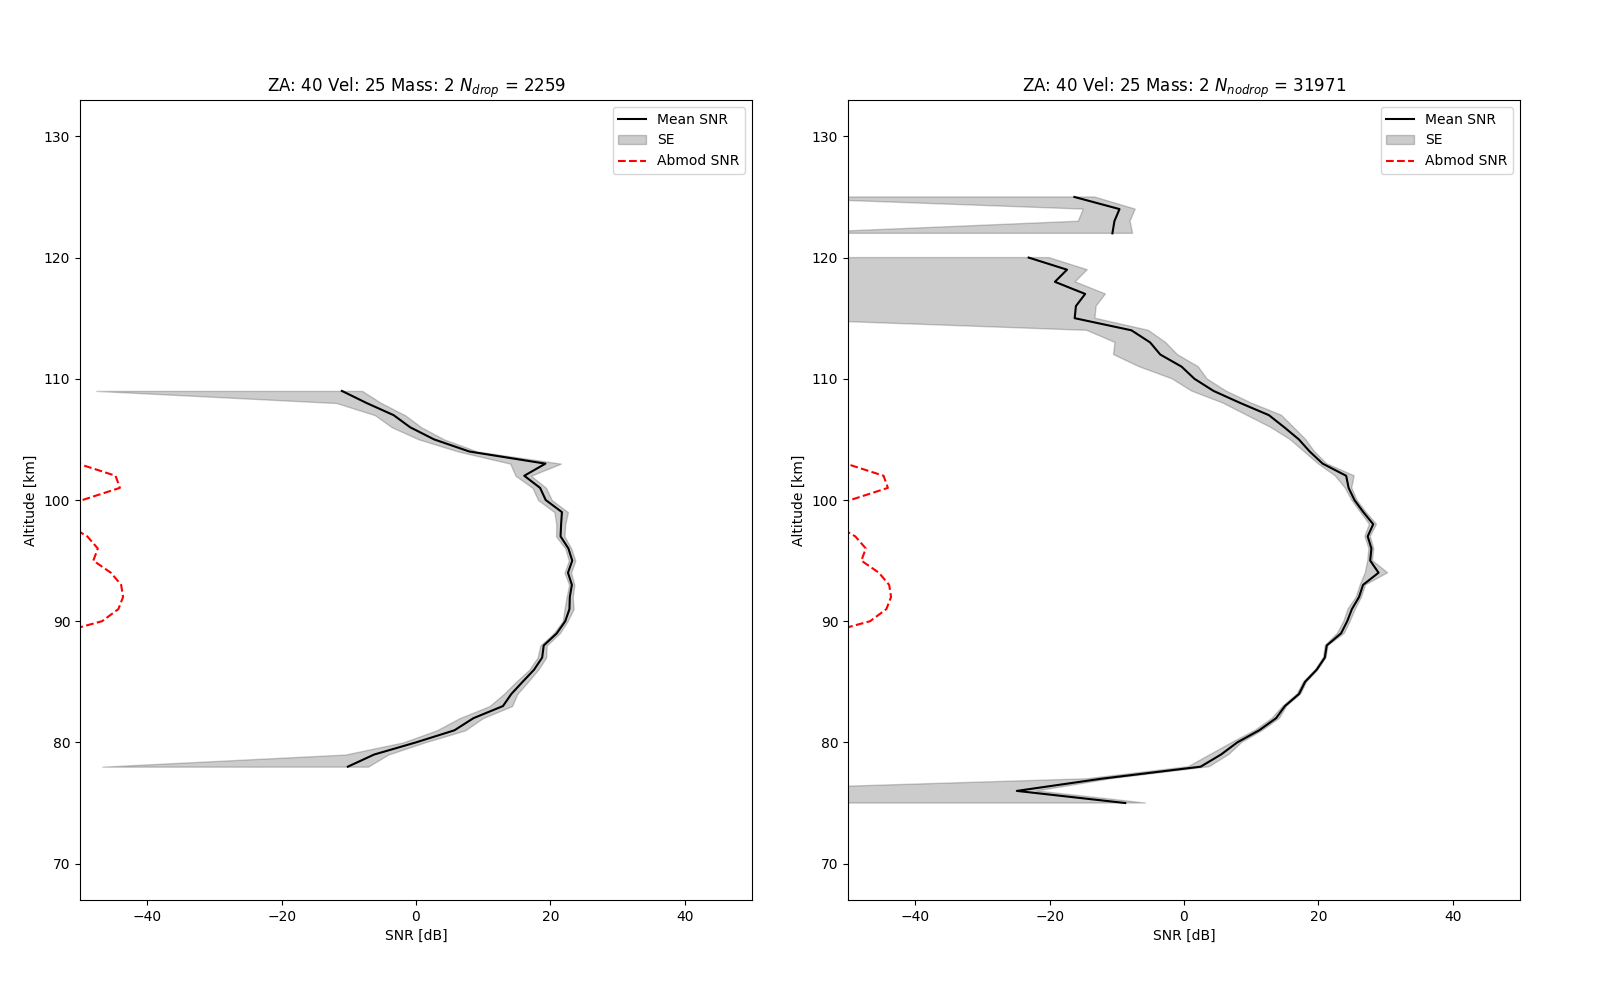 ZA: 40 Vel: 25 Mass: 2 N_drop = 2259
Mean SNR
SE
Abmod SNR
130
120
110
100
90
80
70
Altitude [km]
−40 −20 0 20 40
SNR [dB]
ZA: 40 Vel: 25 Mass: 2 N_nodrop = 31971
Mean SNR
SE
Abmod SNR
130
120
110
100
90
80
70
Altitude [km]
−40 −20 0 20 40
SNR [dB]